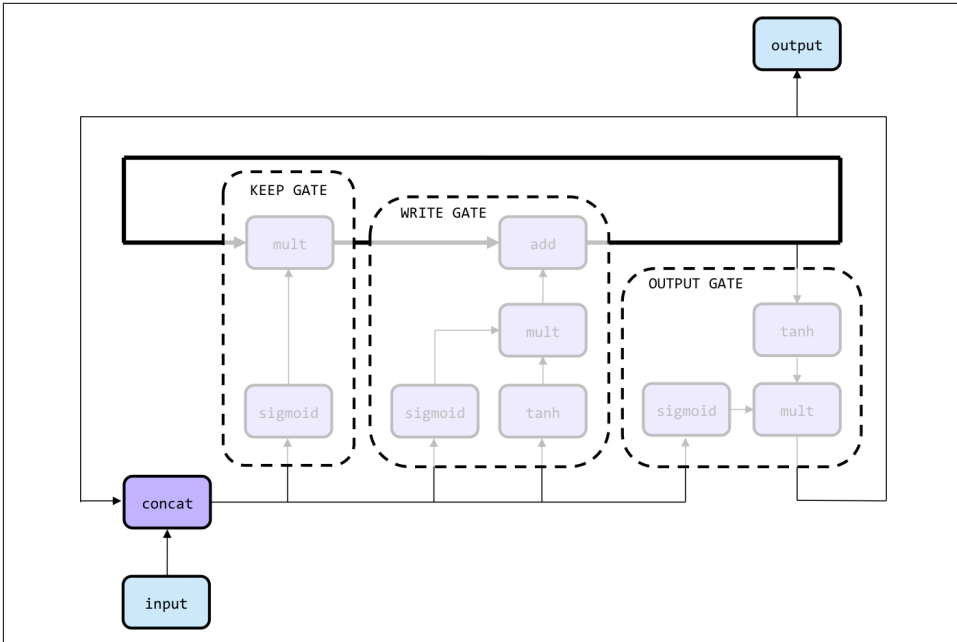 output
KEEP GATE
WRITE GATE
mult
add
OUTPUT GATE
mult
tanh
sigmoid
sigmoid
tanh
sigmoid
mult
concat
input